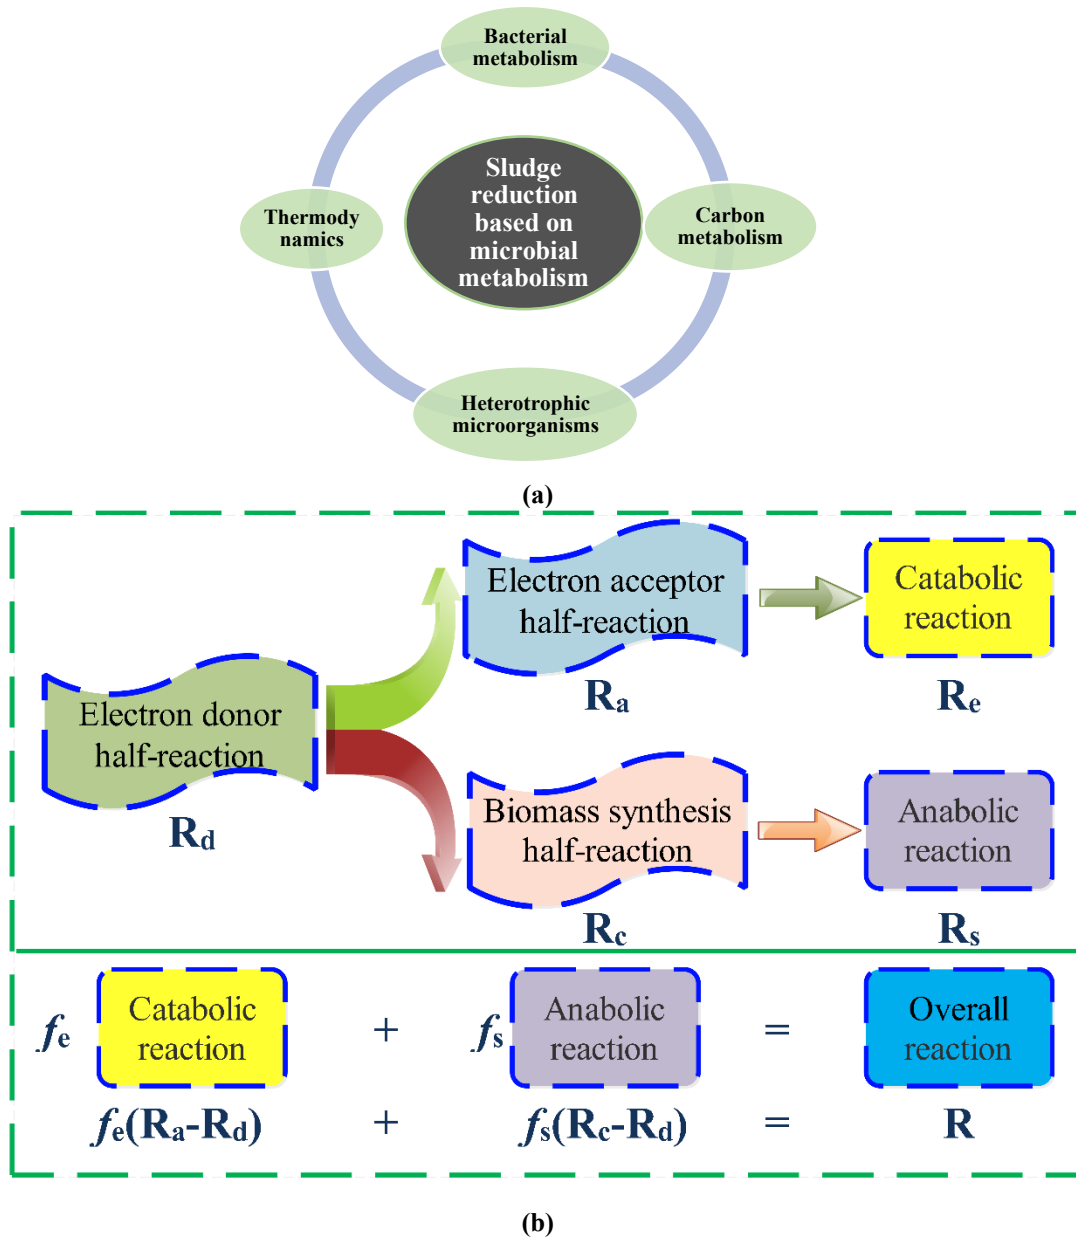 Bacterial
metabolism
Sludge
reduction
based on
microbial
metabolism
Thermody
namics
Carbon
metabolism
Heterotrophic
microorganisms
(a)
Electron acceptor
half-reaction
Catabolic
reaction
Ra
Re
Electron donor
half-reaction
Rd
Biomass synthesis
half-reaction
Anabolic
reaction
Rc
Rs
fe Catabolic reaction + fs Anabolic reaction = Overall reaction
fe(Ra-Rd) + fs(Rc-Rd) = R
(b)